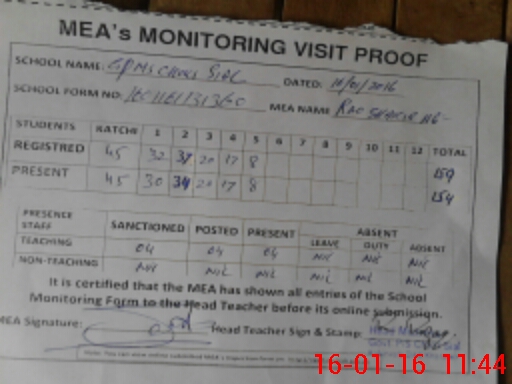 MEA's MONITORING VISIT PROOF
SCHOOL NAME: DATED: 16/01/2016
SCHOOL FORM NO: MEA NAME
STUDENTS KATCHI 1 2 3 4 5 6 7 8 9 10 11 12 TOTAL
REGISTRED 45 32 37 20 17 8 159
PRESENT 45 30 34 20 17 8 154
PRESENCE STAFF SANCTIONED POSTED PRESENT ABSENT
LEAVE DUTY ABSENT
TEACHING 04 04 04 Nil Nil Nil
NON-TEACHING Nil Nil Nil Nil Nil Nil
It is certified that the MEA has shown all entries of the School
Monitoring Form to the Head Teacher before its online submission.
MEA Signature: Head Teacher Sign & Stamp:
16-01-16 11:44